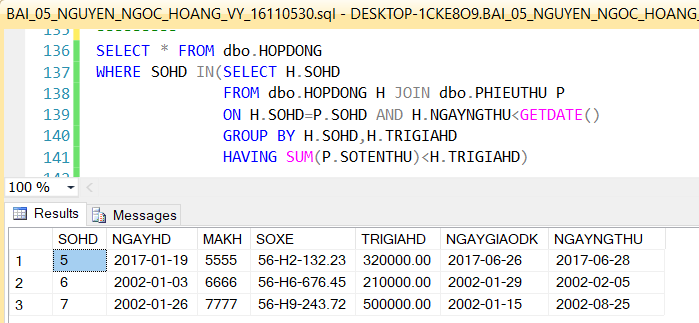 BAI_05_NGUYEN_NGOC_HOANG_VY_16110530.sql - DESKTOP-1CKE8O9.BAI_05_NGUYEN_NGOC_HOANG_
135 ---------
136 SELECT * FROM dbo.HOPDONG
137 WHERE SOHD IN(SELECT H.SOHD
138 FROM dbo.HOPDONG H JOIN dbo.PHIEUTHU P
139 ON H.SOHD=P.SOHD AND H.NGAYNGTHU<GETDATE()
140 GROUP BY H.SOHD,H.TRIGIAHD
141 HAVING SUM(P.SOTENTHU)<H.TRIGIAHD)
100 %
Results Messages
SOHD NGAYHD MAKH SOXE TRIGIAHD NGAYGIAODK NGAYNGTHU
1 5 2017-01-19 5555 56-H2-132.23 320000.00 2017-06-26 2017-06-28
2 6 2002-01-03 6666 56-H6-676.45 210000.00 2002-01-29 2002-02-05
3 7 2002-01-26 7777 56-H9-243.72 500000.00 2002-01-15 2002-08-25